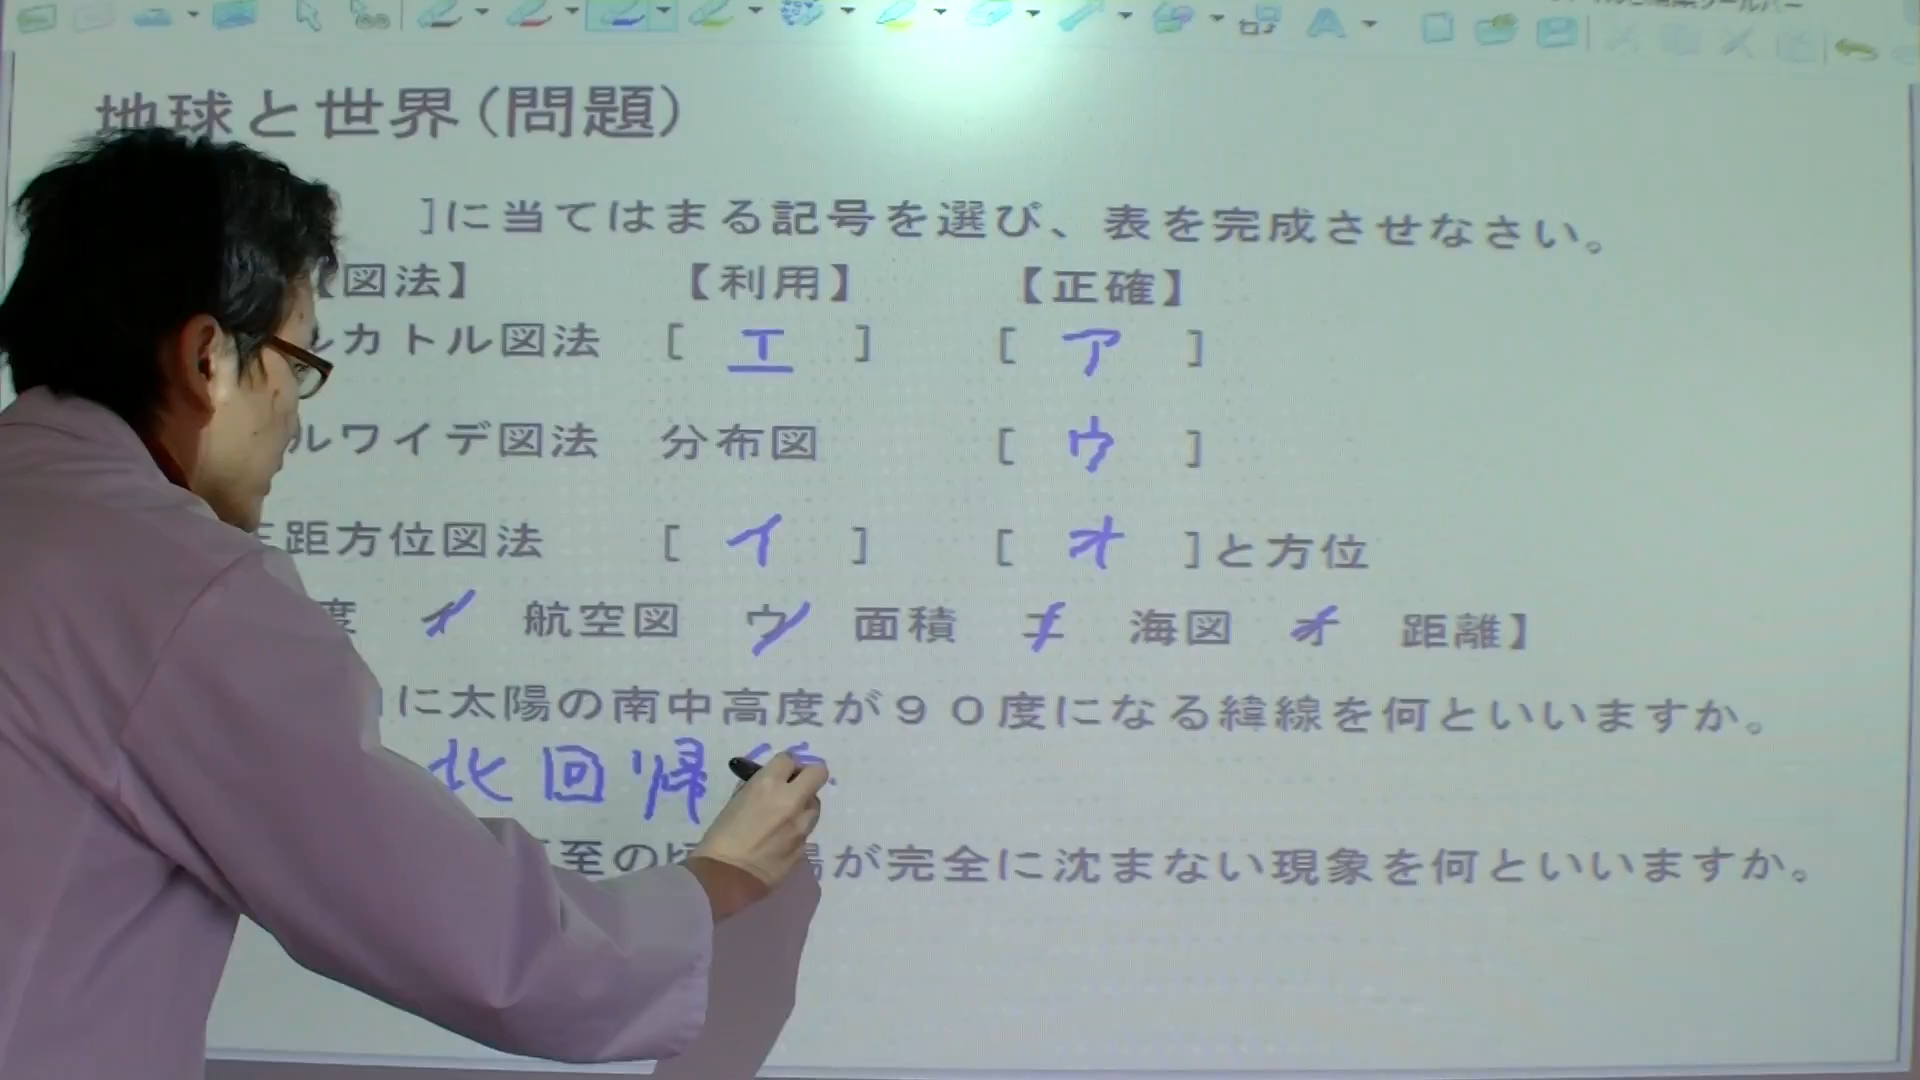 地球と世界(問題)
]に当てはまる記号を選び、表を完成させなさい。
【図法】 【利用】 【正確】
ルカトル図法 [ エ ] [ ア ]
ルワイデ図法 分布図 [ ウ ]
距方位図法 [ イ ] [ オ ]と方位
度 イ 航空図 ウ 面積 エ 海図 オ 距離】
に太陽の南中高度が90度になる緯線を何といいますか。
北回帰
至の頃 陽が完全に沈まない現象を何といいますか。